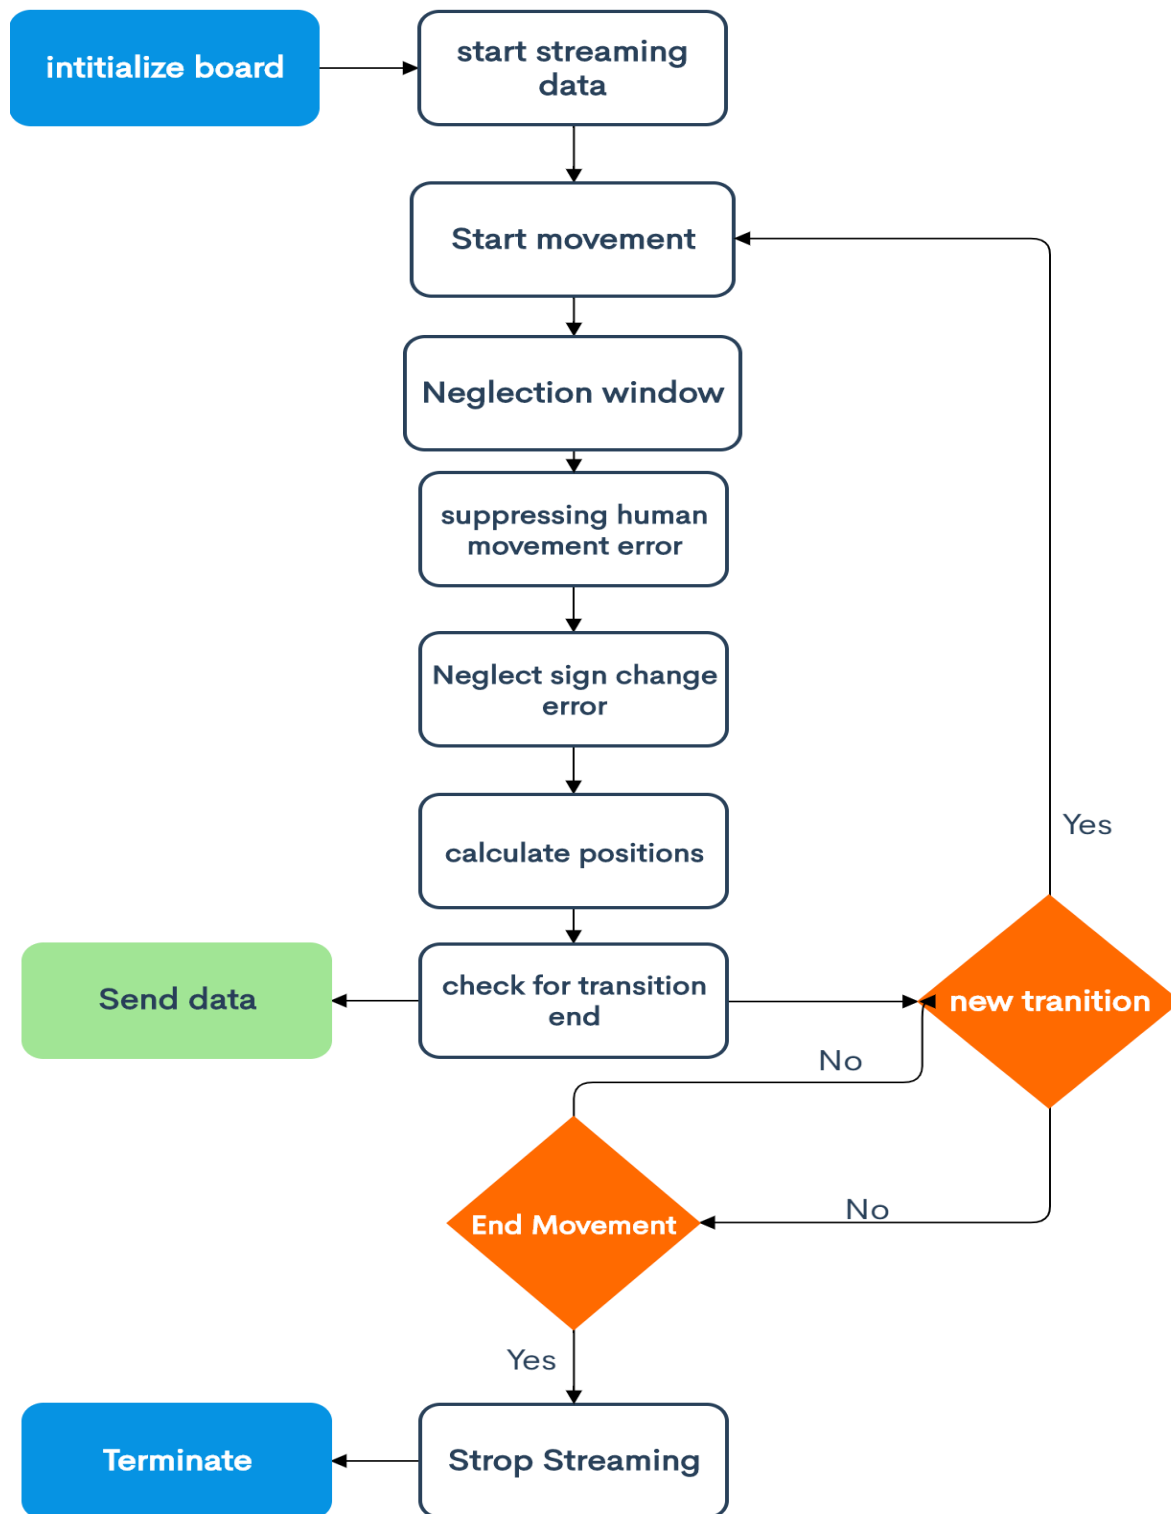 intitialize board
start streaming
data
Start movement
Neglection window
suppressing human
movement error
Neglect sign change
error
calculate positions
Yes
Send data
check for transition
end
new tranition
No
No
End Movement
Yes
Terminate
Strop Streaming